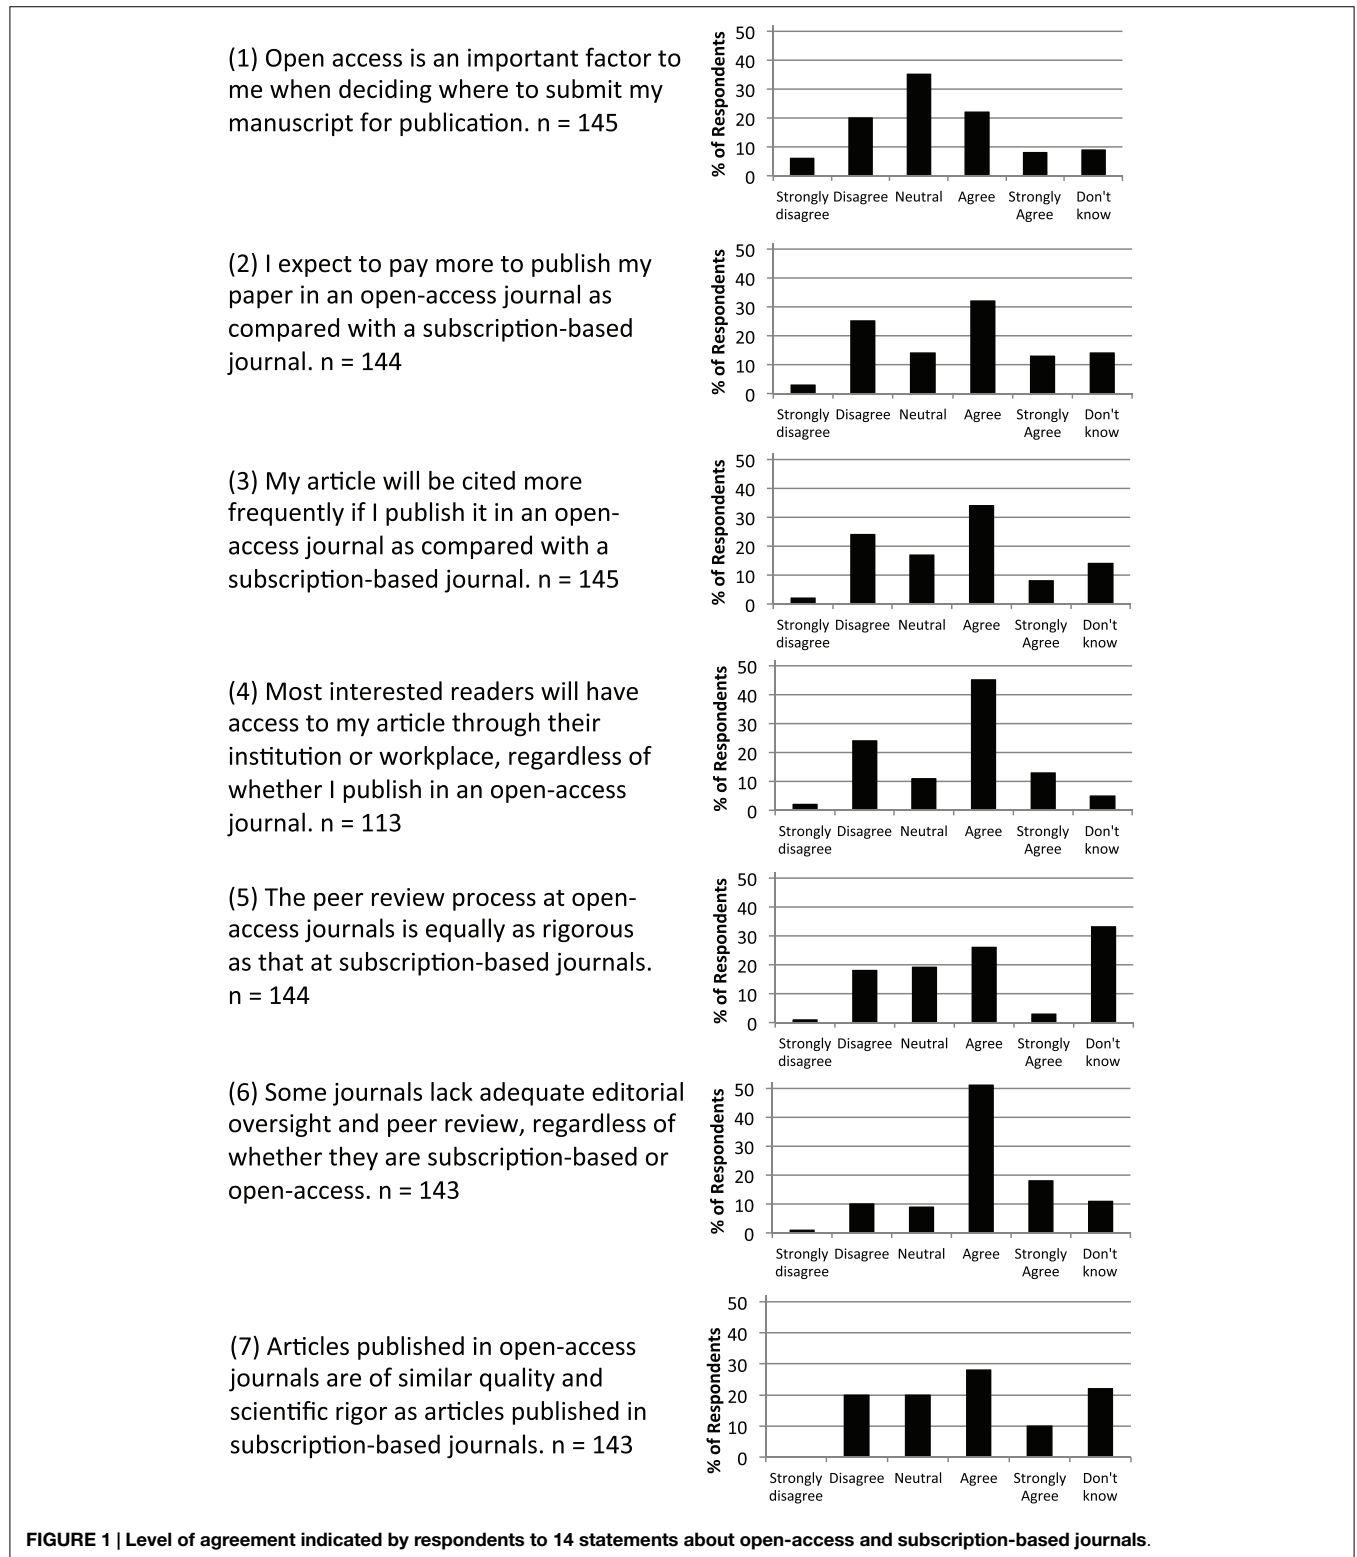 (1) Open access is an important factor to
me when deciding where to submit my
manuscript for publication. n = 145
% of Respondents
50
40
30
20
10
0
Strongly disagree
Disagree
Neutral
Agree
Strongly Agree
Don't know
(2) I expect to pay more to publish my
paper in an open-access journal as
compared with a subscription-based
journal. n = 144
% of Respondents
50
40
30
20
10
0
Strongly disagree
Disagree
Neutral
Agree
Strongly Agree
Don't know
(3) My article will be cited more
frequently if I publish it in an open-
access journal as compared with a
subscription-based journal. n = 145
% of Respondents
50
40
30
20
10
0
Strongly disagree
Disagree
Neutral
Agree
Strongly Agree
Don't know
(4) Most interested readers will have
access to my article through their
institution or workplace, regardless of
whether I publish in an open-access
journal. n = 113
% of Respondents
50
40
30
20
10
0
Strongly disagree
Disagree
Neutral
Agree
Strongly Agree
Don't know
(5) The peer review process at open-
access journals is equally as rigorous
as that at subscription-based journals.
n = 144
% of Respondents
50
40
30
20
10
0
Strongly disagree
Disagree
Neutral
Agree
Strongly Agree
Don't know
(6) Some journals lack adequate editorial
oversight and peer review, regardless of
whether they are subscription-based or
open-access. n = 143
% of Respondents
50
40
30
20
10
0
Strongly disagree
Disagree
Neutral
Agree
Strongly Agree
Don't know
(7) Articles published in open-access
journals are of similar quality and
scientific rigor as articles published in
subscription-based journals. n = 143
% of Respondents
50
40
30
20
10
0
Strongly disagree
Disagree
Neutral
Agree
Strongly Agree
Don't know
FIGURE 1 | Level of agreement indicated by respondents to 14 statements about open-access and subscription-based journals.